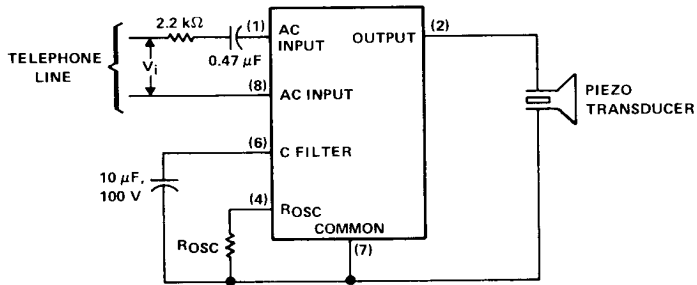 2.2 kΩ
(1)
AC
INPUT
OUTPUT
(2)
TELEPHONE
LINE
Vi
0.47 μF
(8)
AC INPUT
PIEZO
TRANSDUCER
(6)
C FILTER
10 μF,
100 V
(4)
ROSC
ROSC
COMMON
(7)